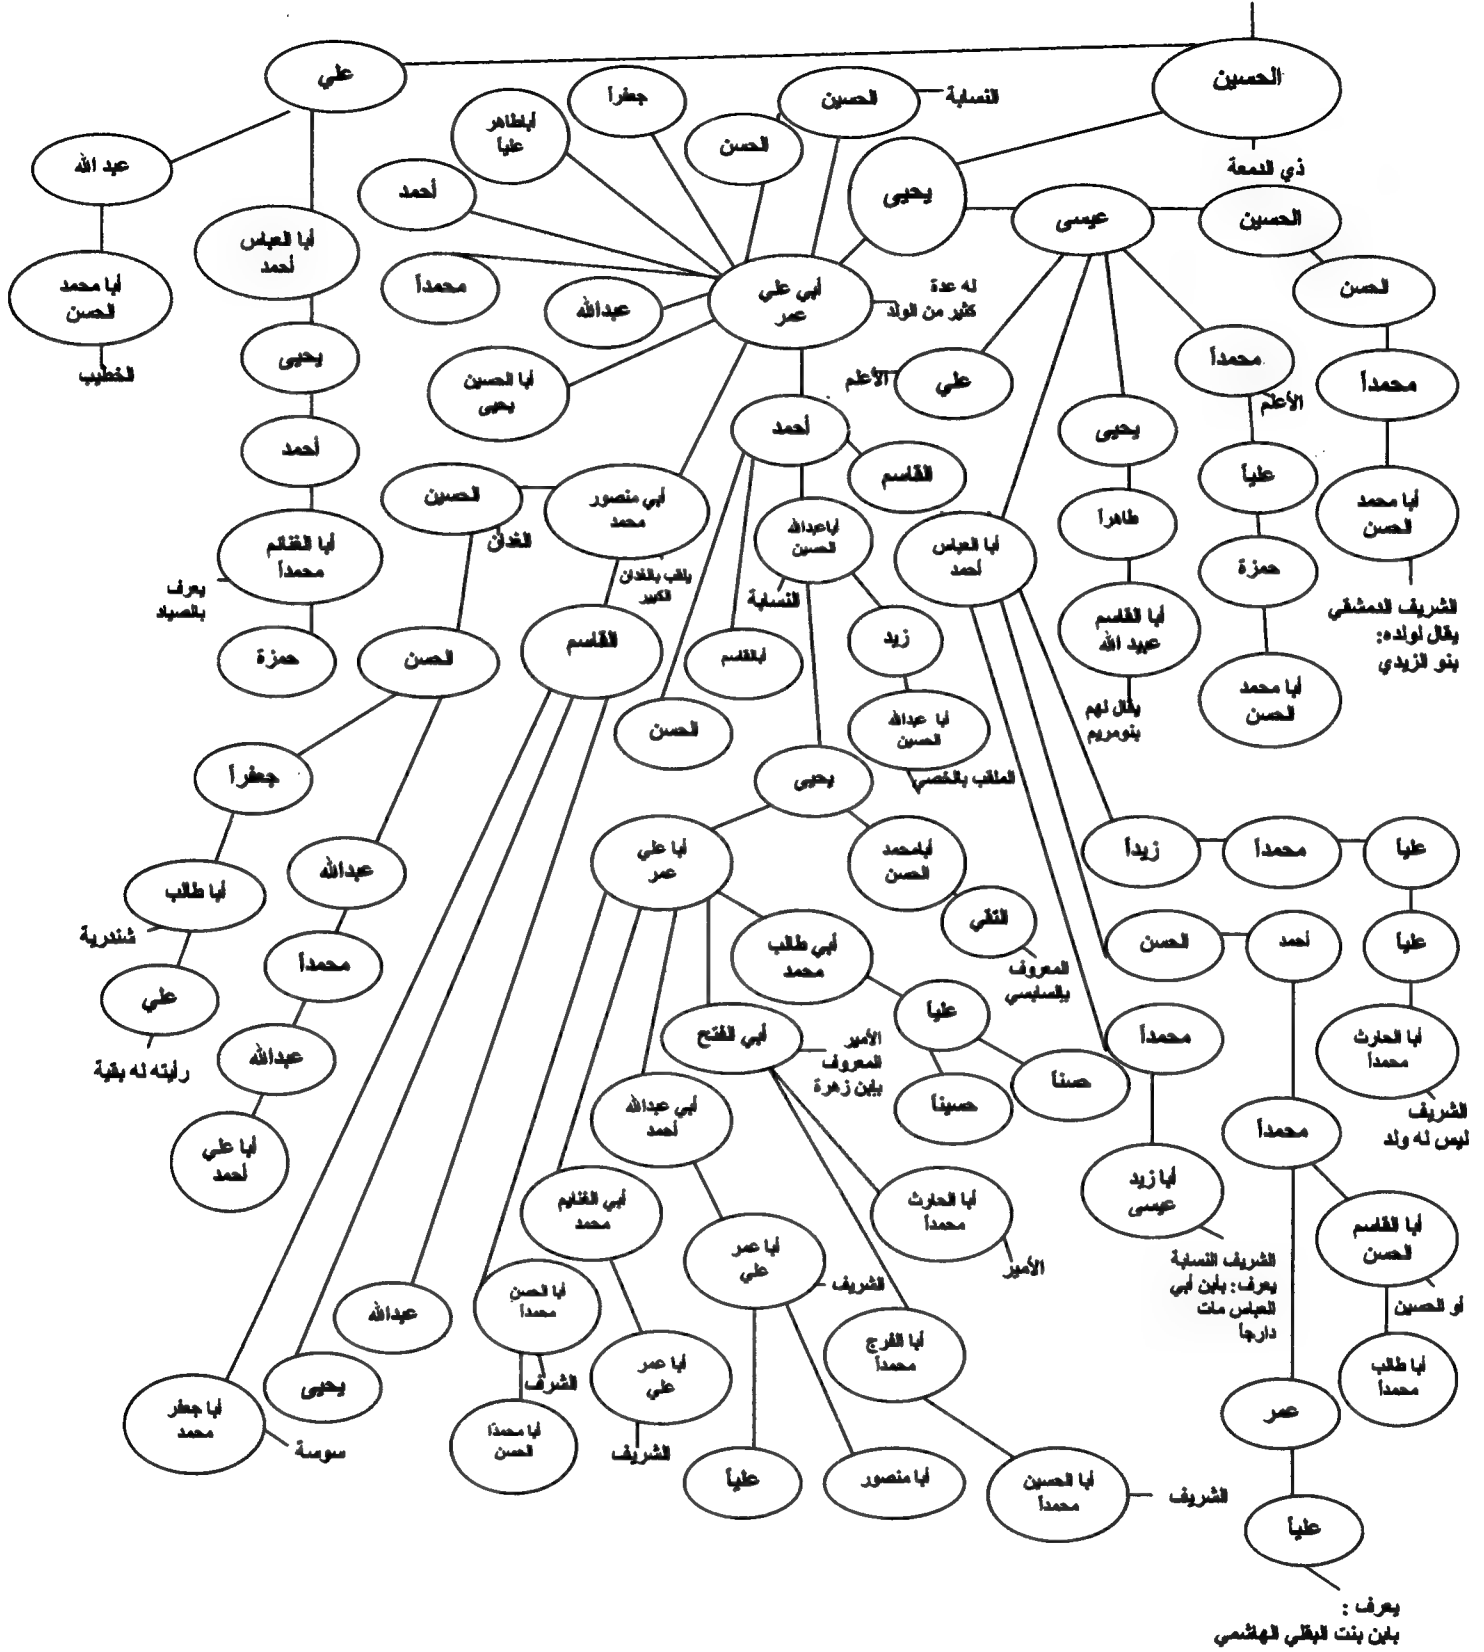 الحسين
ذي الدمعة
علي
عبد الله
أبا محمد
الحسن
الخطيب
أبا العباس
أحمد
يحيى
أحمد
أبا الغنائم
محمداً
يعرف
بالصياد
حمزة
يحيى
عيسى
الحسين
الحسن
محمداً
أبا محمد
الحسن
الشريف الدمشقي
يقال لولده:
بنو الزيدي
محمداً
الأعلم
علياً
حمزة
أبا محمد
الحسن
يحيى
طاهراً
أبا القاسم
عبيد الله
يقال لهم
بنو مريم
علي
الأعلم
أبا العباس
أحمد
زيداً
محمداً
علياً
علياً
أبا الحارث
محمداً
الشريف
ليس له ولد
الحسن
أحمد
محمداً
أبا القاسم
الحسن
أو الحسين
أبا طالب
محمداً
عمر
علياً
يعرف :
بابن بنت البقلي الهاشمي
محمداً
أبا زيد
عيسى
الشريف النسابة
يعرف: بابن ابي
العباس مات
دارجاً
أبي علي
عمر
له عدة
كثير من الولد
الحسين
النسابة
الحسن
جعفراً
أباطاهر
علياً
أحمد
محمداً
عبدالله
أبا الحسين
يحيى
أحمد
القاسم
أباعبدالله
الحسين
النسابة
أبالقاسم
الحسن
زيد
أبا عبدالله
الحسين
الملقب بالخصي
يحيى
أبامحمد
الحسن
التقي
المعروف
بإلسابسي
أبا علي
عمر
أبي طالب
محمد
علياً
حسناً
حسيناً
أبي الفتح
الأمير
المعروف
بإبن زهرة
أبا الحارث
محمداً
الأمير
أبا الفرج
محمداً
أبا الحسين
محمداً
الشريف
أبي عبدالله
أحمد
أبا عمر
علي
الشريف
علياً
أبا منصور
أبي الغنايم
محمد
أبا عمر
علي
الشريف
أبا الحسن
محمداً
الشرف
أبا محمدا
الحسن
أبي منصور
محمد
يلقب بالغدان
الكبير
الحسين
الغدان
الحسن
جعفراً
أبا طالب
شندرية
علي
رأيته له بقية
عبدالله
محمداً
عبدالله
أبا علي
أحمد
القاسم
عبدالله
يحيى
أبا جعفر
محمد
سوسة